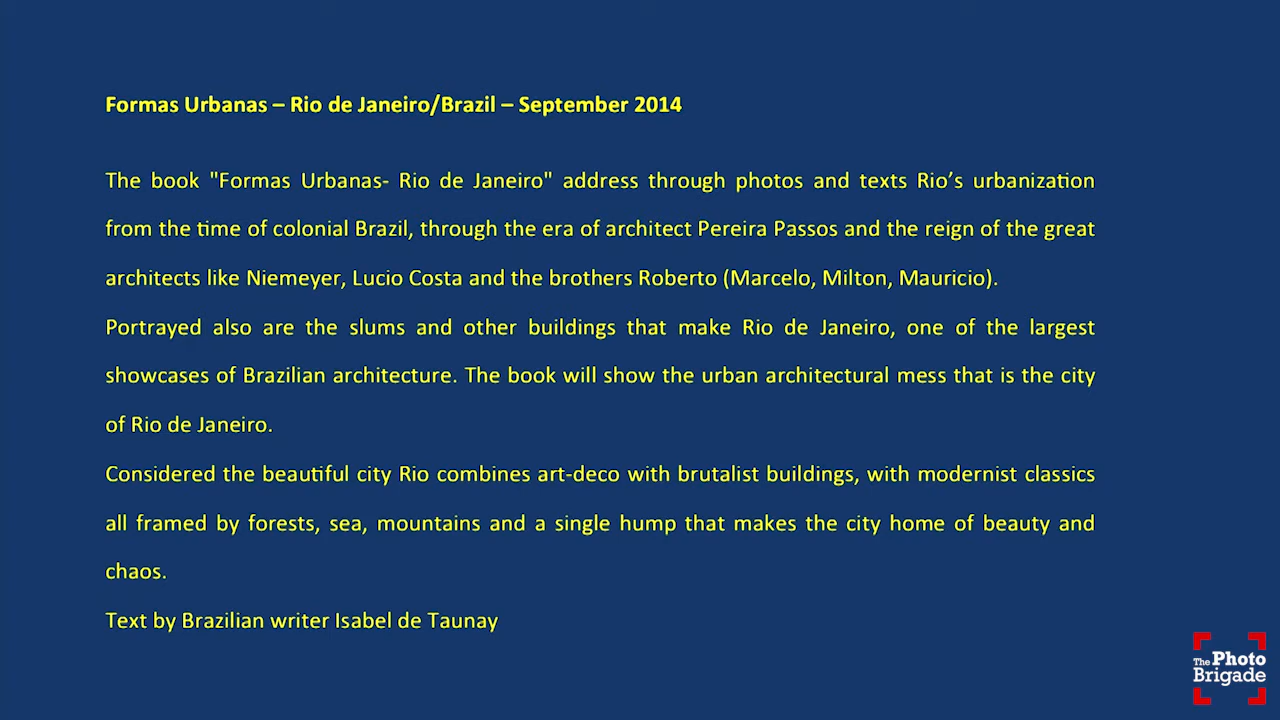 Formas Urbanas – Rio de Janeiro/Brazil – September 2014
The book "Formas Urbanas- Rio de Janeiro" address through photos and texts Rio’s urbanization
from the time of colonial Brazil, through the era of architect Pereira Passos and the reign of the great
architects like Niemeyer, Lucio Costa and the brothers Roberto (Marcelo, Milton, Mauricio).
Portrayed also are the slums and other buildings that make Rio de Janeiro, one of the largest
showcases of Brazilian architecture. The book will show the urban architectural mess that is the city
of Rio de Janeiro.
Considered the beautiful city Rio combines art-deco with brutalist buildings, with modernist classics
all framed by forests, sea, mountains and a single hump that makes the city home of beauty and
chaos.
Text by Brazilian writer Isabel de Taunay
The Photo
Brigade